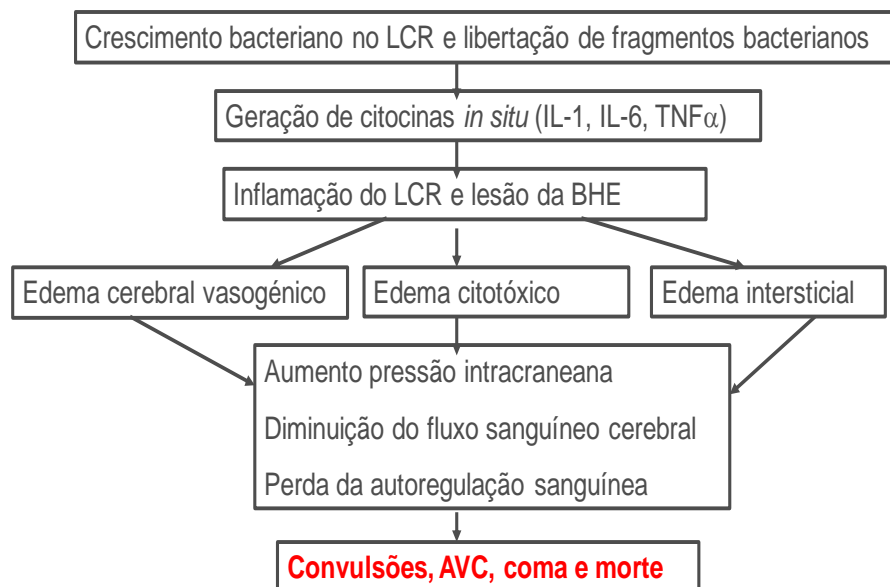 Crescimento bacteriano no LCR e libertação de fragmentos bacterianos
Geração de citocinas in situ (IL-1, IL-6, TNFα)
Inflamação do LCR e lesão da BHE
Edema cerebral vasogénico
Edema citotóxico
Edema intersticial
Aumento pressão intracraneana
Diminuição do fluxo sanguíneo cerebral
Perda da autoregulação sanguínea
Convulsões, AVC, coma e morte